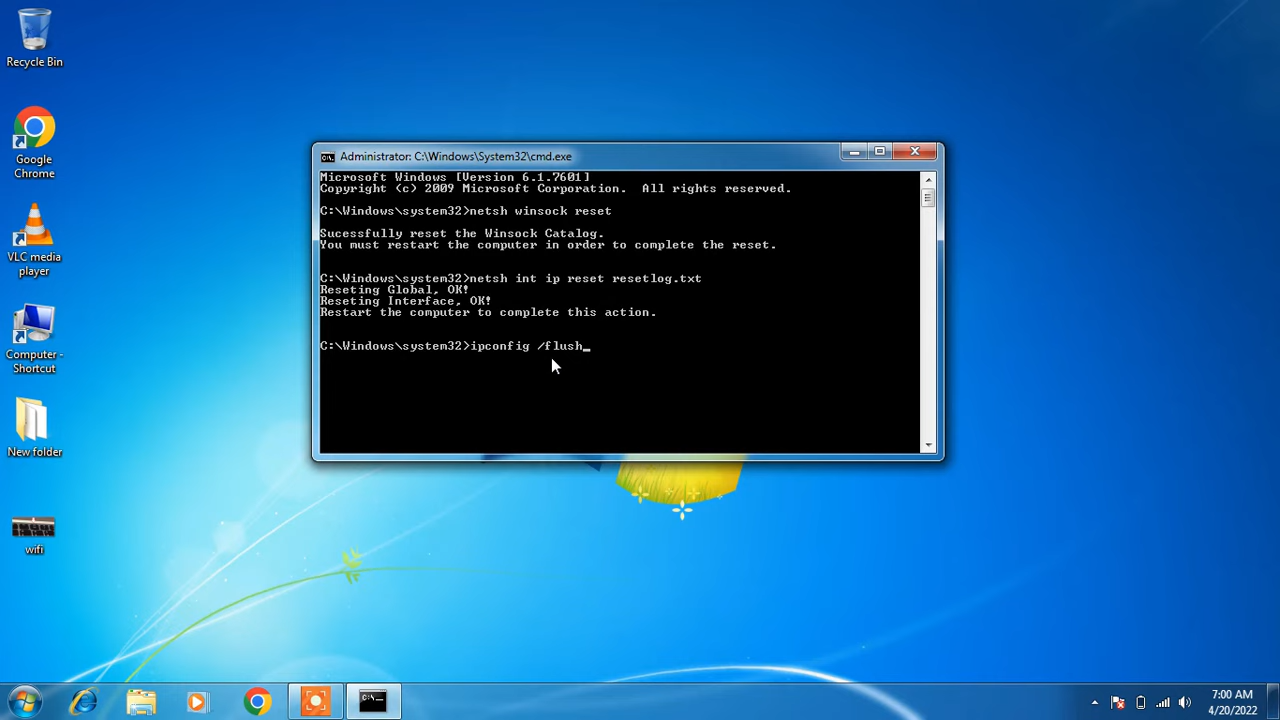 Recycle Bin
Google
Chrome
VLC media
player
Computer -
Shortcut
New folder
wifi
Administrator: C:\Windows\System32\cmd.exe
Microsoft Windows [Version 6.1.7601]
Copyright (c) 2009 Microsoft Corporation.  All rights reserved.
C:\Windows\system32>netsh winsock reset
Sucessfully reset the Winsock Catalog.
You must restart the computer in order to complete the reset.
C:\Windows\system32>netsh int ip reset resetlog.txt
Reseting Global, OK!
Reseting Interface, OK!
Restart the computer to complete this action.
C:\Windows\system32>ipconfig /flush_
7:00 AM
4/20/2022